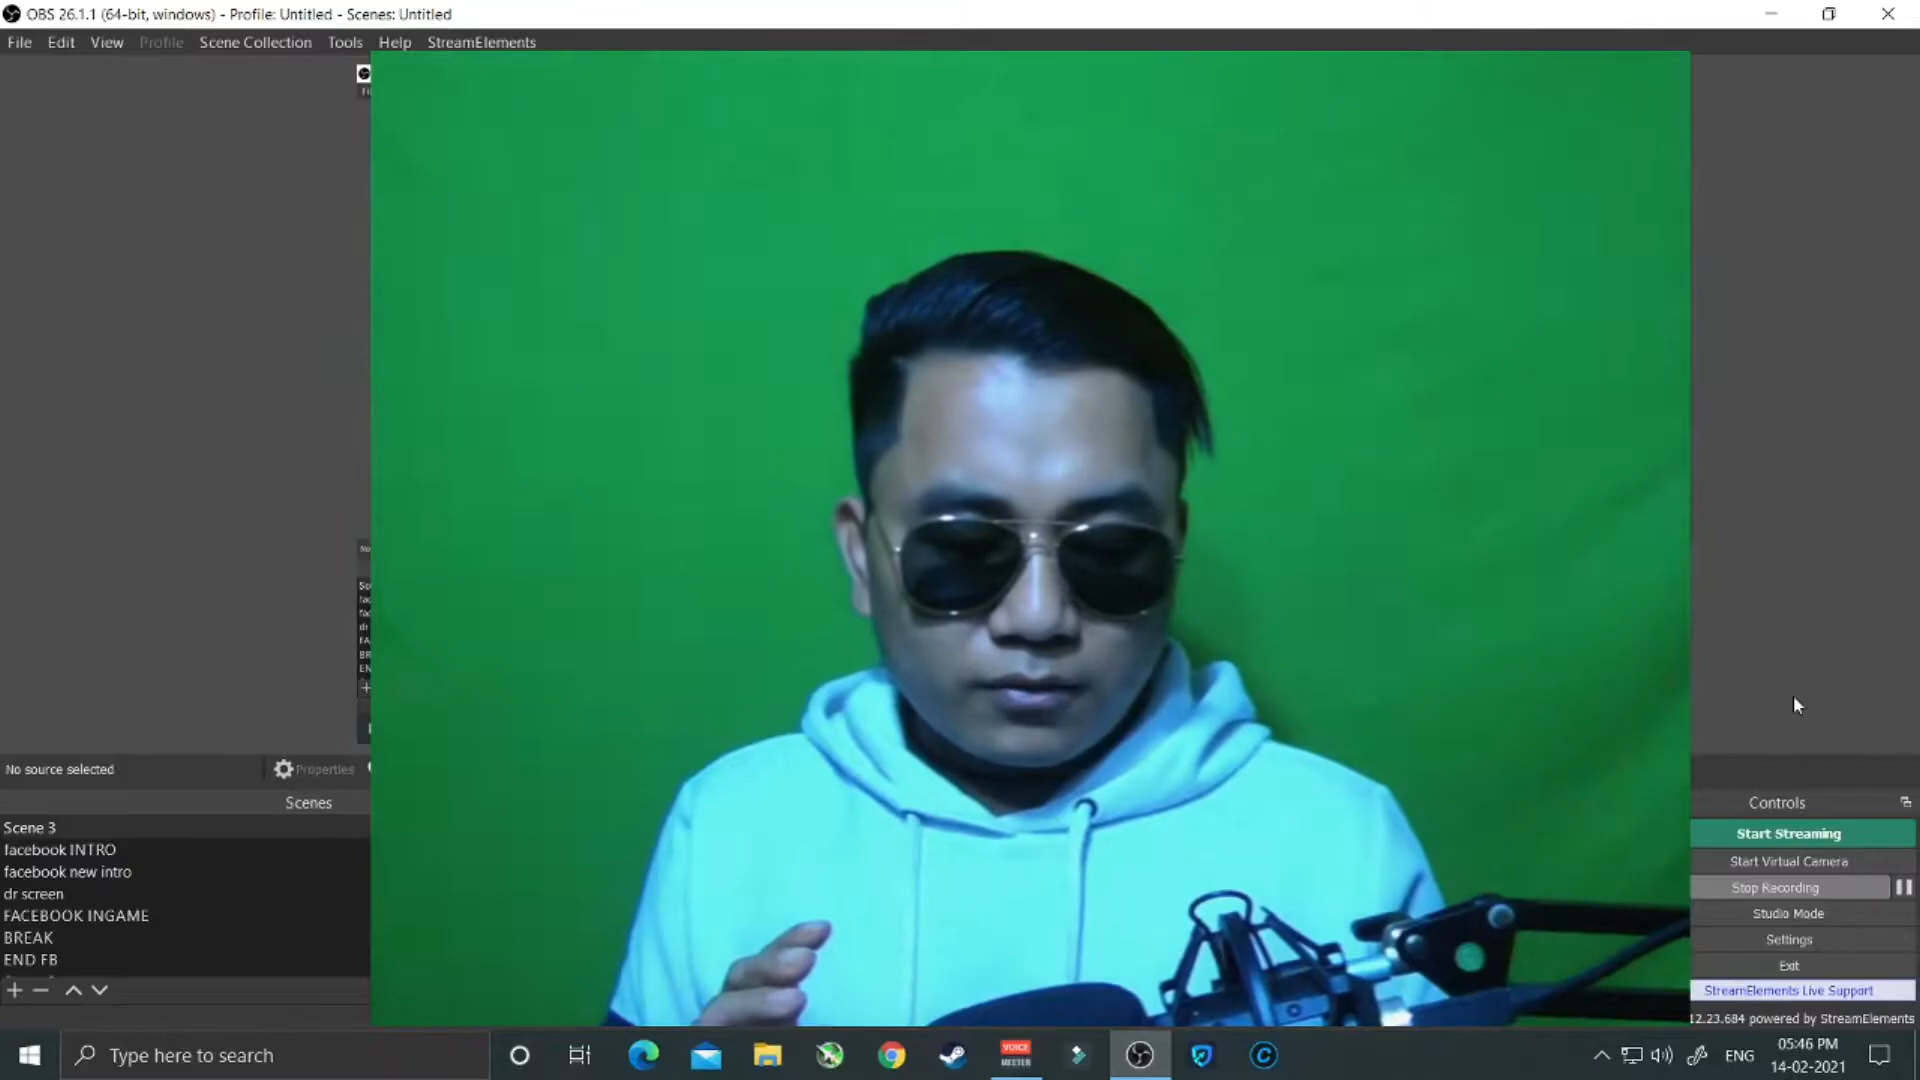 OBS 26.1.1 (64-bit, windows) - Profile: Untitled - Scenes: Untitled
File Edit View Profile Scene Collection Tools Help StreamElements
No source selected Properties
Scenes
Scene 3
facebook INTRO
facebook new intro
dr screen
FACEBOOK INGAME
BREAK
END FB
Controls
Start Streaming
Start Virtual Camera
Stop Recording
Studio Mode
Settings
Exit
StreamElements Live Support
12.23.684 powered by StreamElements
Type here to search
VOICE
MEETER
ENG
05:46 PM
14-02-2021